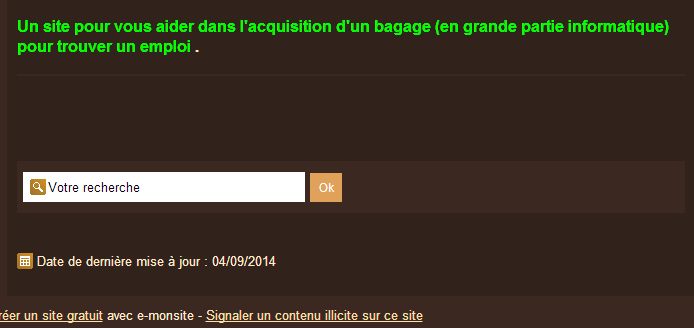 Un site pour vous aider dans l'acquisition d'un bagage (en grande partie informatique)
pour trouver un emploi .
Votre recherche Ok
Date de dernière mise à jour : 04/09/2014
réer un site gratuit avec e-monsite - Signaler un contenu illicite sur ce site